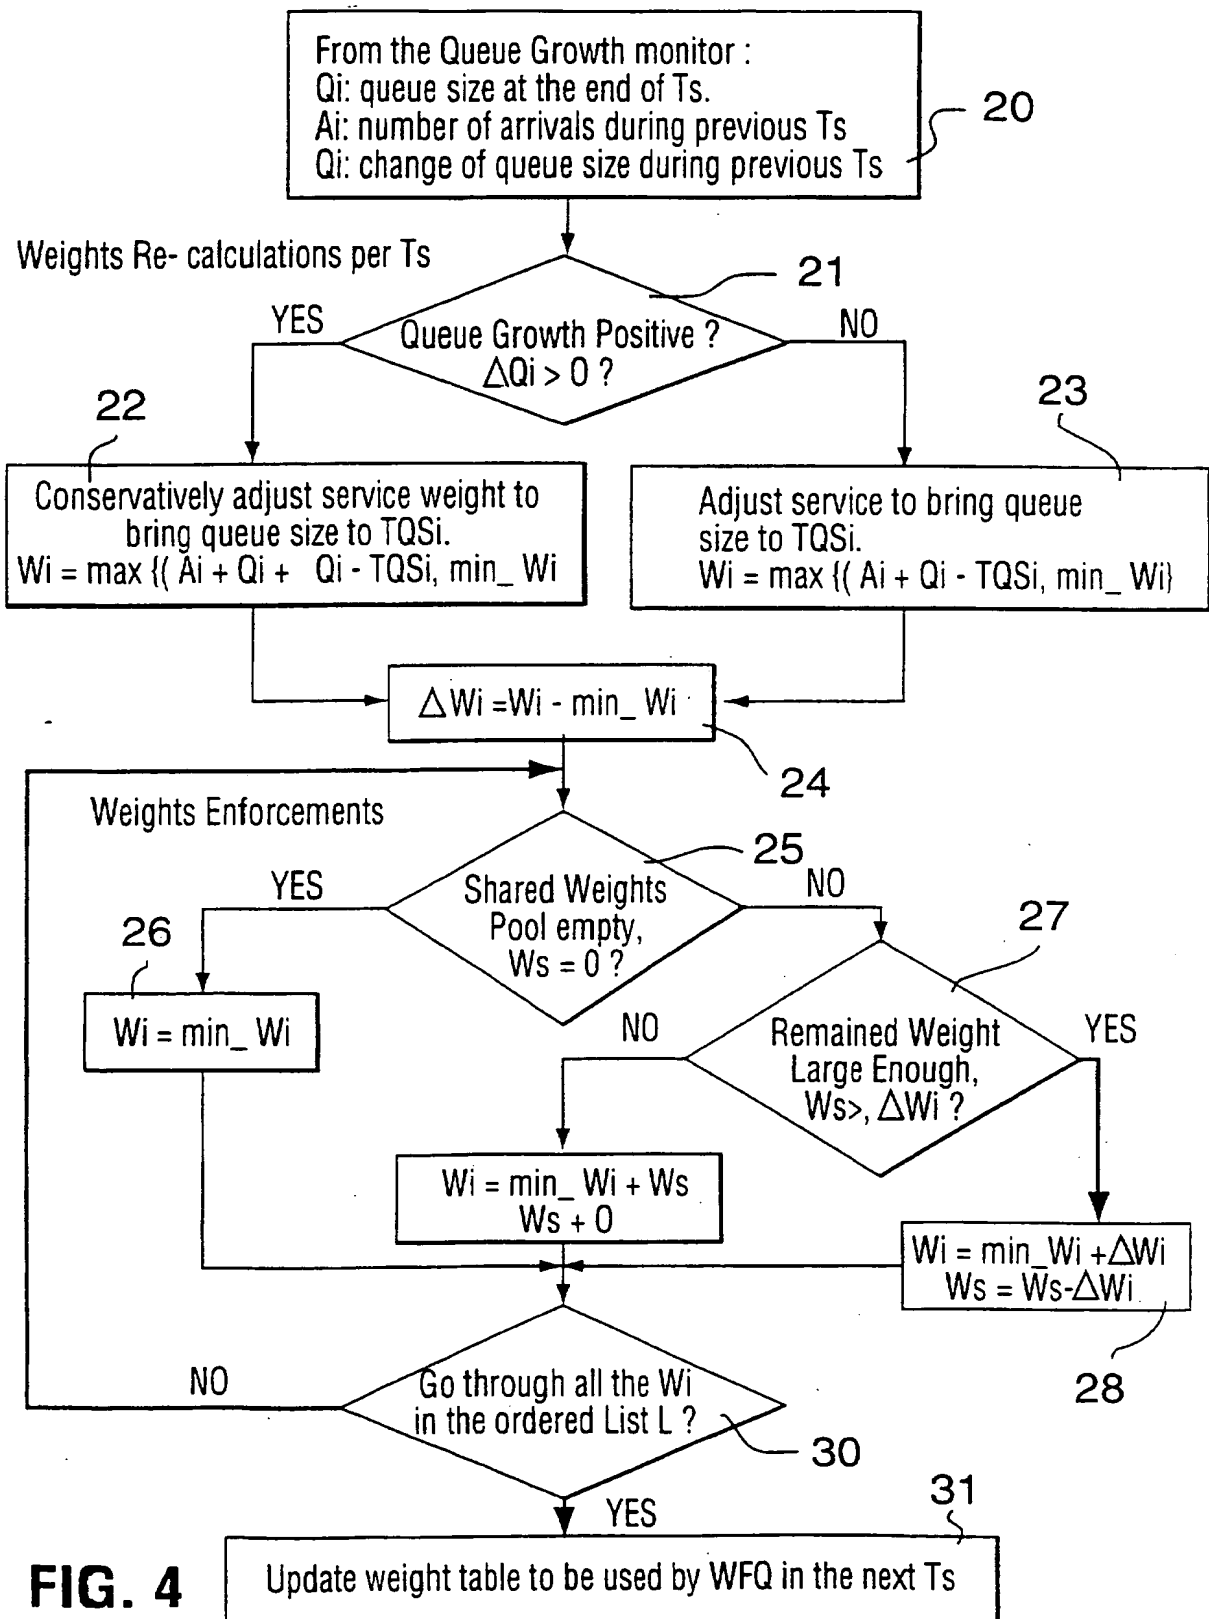 From the Queue Growth monitor :
Qi: queue size at the end of Ts.
Ai: number of arrivals during previous Ts
Qi: change of queue size during previous Ts
20
Weights Re- calculations per Ts
21
YES
Queue Growth Positive ?
△Qi > 0 ?
NO
22
23
Conservatively adjust service weight to
bring queue size to TQSi.
Wi = max {( Ai + Qi + Qi - TQSi, min_ Wi
Adjust service to bring queue
size to TQSi.
Wi = max {( Ai + Qi - TQSi, min_ Wi}
△Wi =Wi - min_ Wi
24
Weights Enforcements
25
YES
Shared Weights
Pool empty,
Ws = 0 ?
NO
26
27
Wi = min_ Wi
NO
Remained Weight
Large Enough,
Ws>, △Wi ?
YES
Wi = min_ Wi + Ws
Ws + 0
Wi = min_Wi +△Wi
Ws = Ws-△Wi
28
NO
Go through all the Wi
in the ordered List L ?
30
YES
31
Update weight table to be used by WFQ in the next Ts
FIG. 4